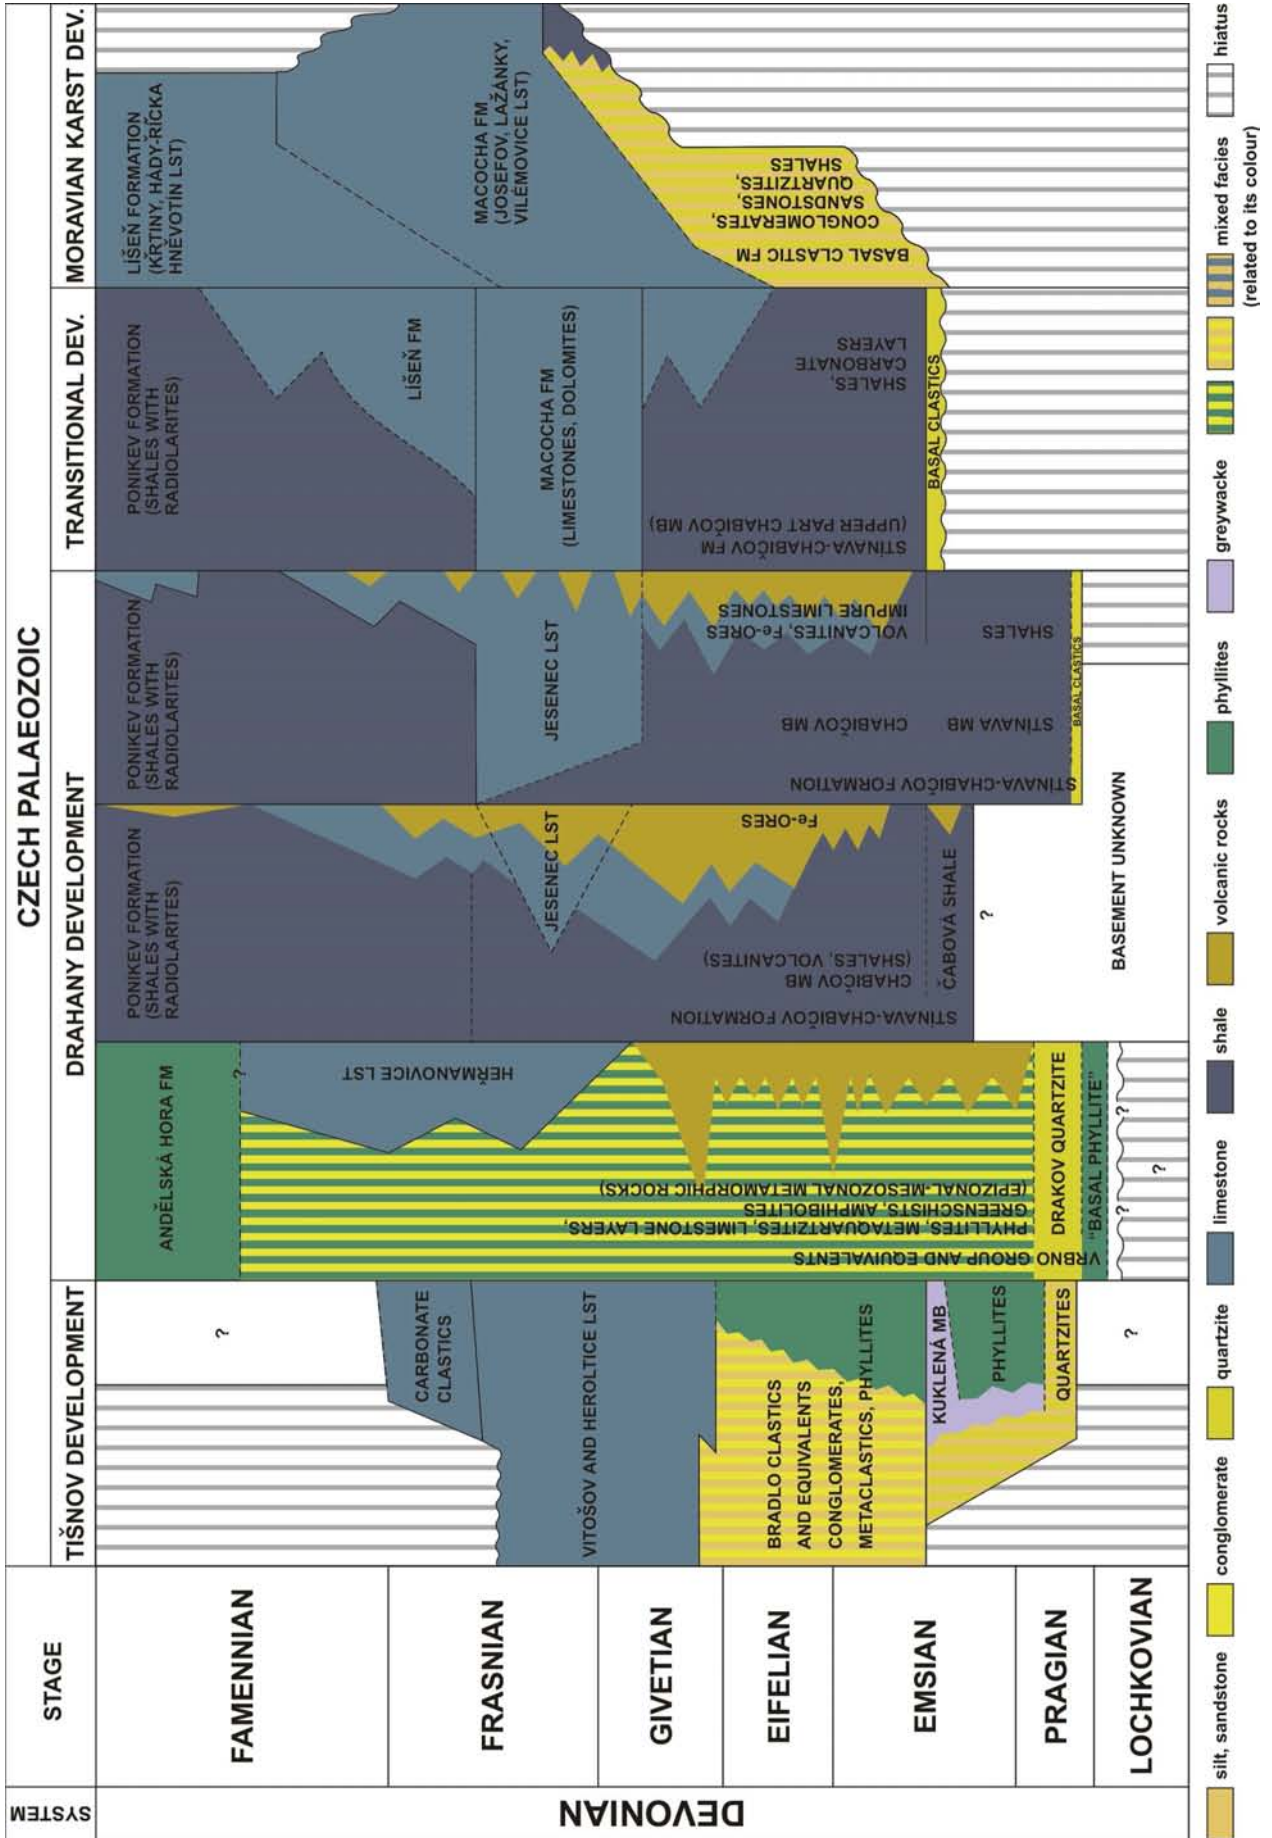 CZECH PALAEOZOIC
SYSTEM
STAGE
TIŠNOV DEVELOPMENT
DRAHANY DEVELOPMENT
TRANSITIONAL DEV.
MORAVIAN KARST DEV.
DEVONIAN
FAMENNIAN
FRASNIAN
GIVETIAN
EIFELIAN
EMSIAN
PRAGIAN
LOCHKOVIAN
?
CARBONATE
CLASTICS
VITOŠOV AND HEROLTICE LST
BRADLO CLASTICS
AND EQUIVALENTS
CONGLOMERATES,
METACLASTICS, PHYLLITES
KUKLENÁ MB
PHYLLITES
QUARTZITES
?
ANDĚLSKÁ HORA FM
?
HEŘMANOVICE LST
VRBNO GROUP AND EQUIVALENTS
PHYLLITES, METAQUARTZITES, LIMESTONE LAYERS,
GREENSCHISTS, AMPHIBOLITES
(EPIZONAL-MESOZONAL METAMORPHIC ROCKS)
DRAKOV QUARTZITE
"BASAL PHYLLITE"
?
?
?
PONIKEV FORMATION
(SHALES WITH
RADIOLARITES)
JESENEC LST
Fe-ORES
STÍNAVA-CHABIČOV FORMATION
CHABIČOV MB
(SHALES, VOLCANITES)
ČABOVÁ SHALE
?
BASEMENT UNKNOWN
PONIKEV FORMATION
(SHALES WITH
RADIOLARITES)
JESENEC LST
STÍNAVA-CHABIČOV FORMATION
CHABIČOV MB
VOLCANITES, Fe-ORES
IMPURE LIMESTONES
STÍNAVA MB
SHALES
BASAL CLASTICS
PONIKEV FORMATION
(SHALES WITH
RADIOLARITES)
LÍŠEŇ FM
MACOCHA FM
(LIMESTONES, DOLOMITES)
STÍNAVA-CHABIČOV FM
(UPPER PART CHABIČOV MB)
SHALES,
CARBONATE
LAYERS
BASAL CLASTICS
LÍŠEŇ FORMATION
(KŘTINY, HÁDY-ŘÍČKA
HNĚVOTÍN LST)
MACOCHA FM
(JOSEFOV, LAŽÁNKY,
VILÉMOVICE LST)
BASAL CLASTIC FM
CONGLOMERATES,
SANDSTONES,
QUARTZITES,
SHALES
silt, sandstone
conglomerate
quartzite
limestone
shale
volcanic rocks
phyllites
greywacke
mixed facies
(related to its colour)
hiatus